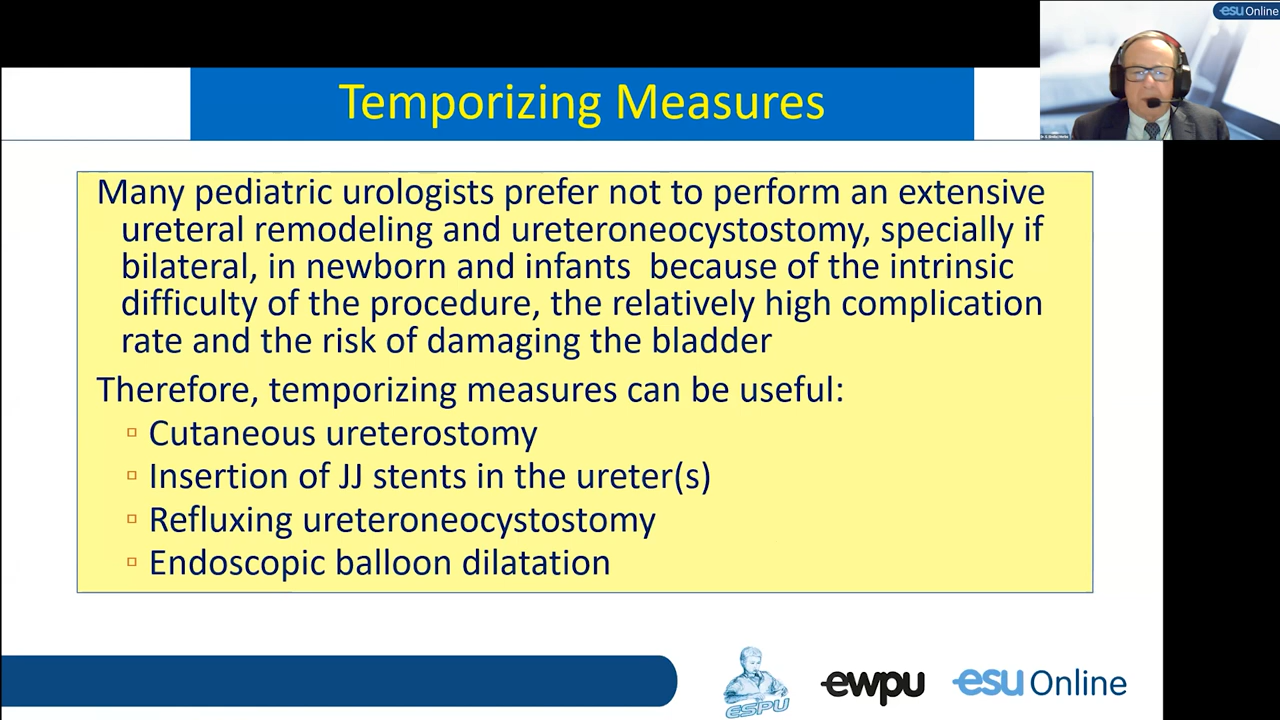 esu Online
Temporizing Measures
Many pediatric urologists prefer not to perform an extensive
ureteral remodeling and ureteroneocystostomy, specially if
bilateral, in newborn and infants because of the intrinsic
difficulty of the procedure, the relatively high complication
rate and the risk of damaging the bladder
Therefore, temporizing measures can be useful:
Cutaneous ureterostomy
Insertion of JJ stents in the ureter(s)
Refluxing ureteroneocystostomy
Endoscopic balloon dilatation
ESPU
ewpu
esu Online